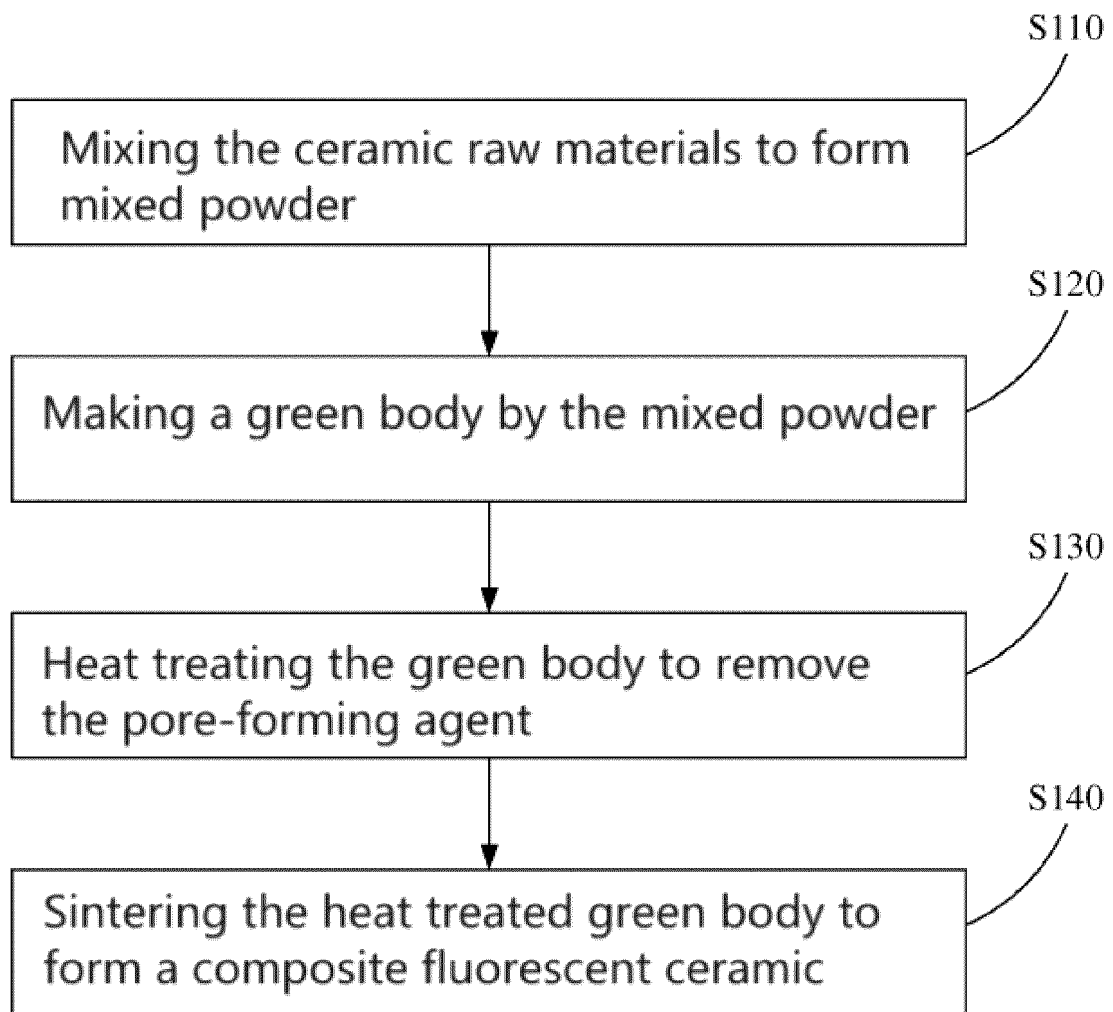 S110
Mixing the ceramic raw materials to form
mixed powder
S120
Making a green body by the mixed powder
S130
Heat treating the green body to remove
the pore-forming agent
S140
Sintering the heat treated green body to
form a composite fluorescent ceramic